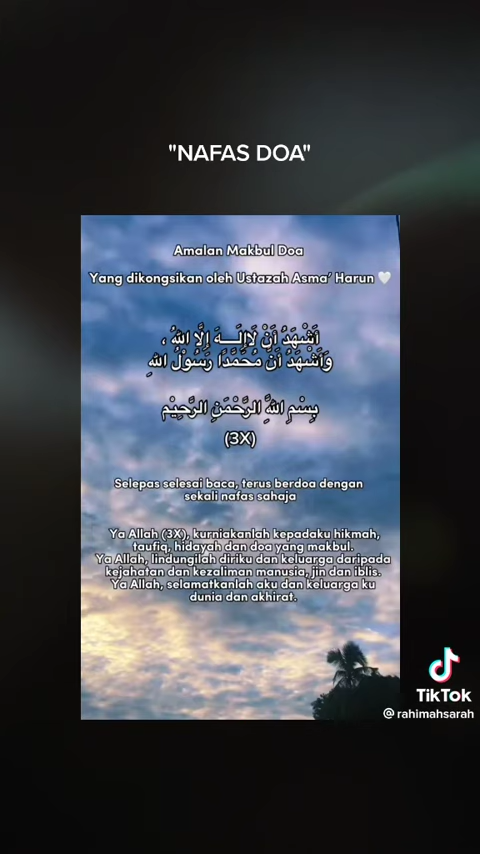 "NAFAS DOA"
Amalan Makbul Doa
Yang dikongsikan oleh Ustazah Asma' Harun 🤍
أَشْهَدُ أَنْ لَاإِلَـــهَ إِلَّا اللهُ ،
وَأَشْهَدُ أَنَّ مُحَمَّدًا رَسُوْلُ اللهِ
بِسْمِ اللَّهِ الرَّحْمَنِ الرَّحِيْمِ
(3X)
Selepas selesai baca, terus berdoa dengan
sekali nafas sahaja
Ya Allah (3X), kurniakanlah kepadaku hikmah,
taufiq, hidayah dan doa yang makbul.
Ya Allah, lindungilah diriku dan keluarga daripada
kejahatan dan kezaliman manusia, jin dan iblis.
Ya Allah, selamatkanlah aku dan keluarga ku
dunia dan akhirat.
TikTok
@rahimahsarah